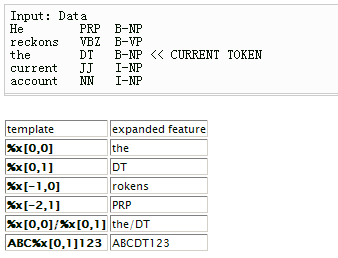 Input: Data
He PRP B-NP
reckons VBZ B-VP
the DT B-NP << CURRENT TOKEN
current JJ I-NP
account NN I-NP
template expanded feature
%x[0,0] the
%x[0,1] DT
%x[-1,0] rokens
%x[-2,1] PRP
%x[0,0]/%x[0,1] the/DT
ABC%x[0,1]123 ABCDT123